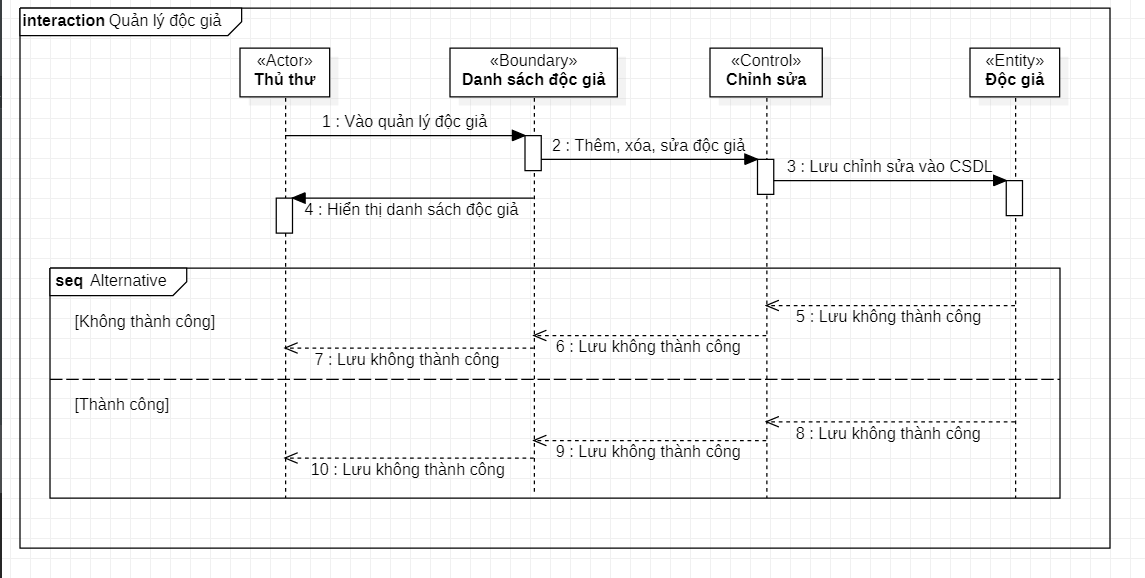 interaction Quản lý độc giả
«Actor»
Thủ thư
«Boundary»
Danh sách độc giả
«Control»
Chỉnh sửa
«Entity»
Độc giả
1 : Vào quản lý độc giả
2 : Thêm, xóa, sửa độc giả
3 : Lưu chỉnh sửa vào CSDL
4 : Hiển thị danh sách độc giả
seq Alternative
[Không thành công]
5 : Lưu không thành công
6 : Lưu không thành công
7 : Lưu không thành công
[Thành công]
8 : Lưu không thành công
9 : Lưu không thành công
10 : Lưu không thành công